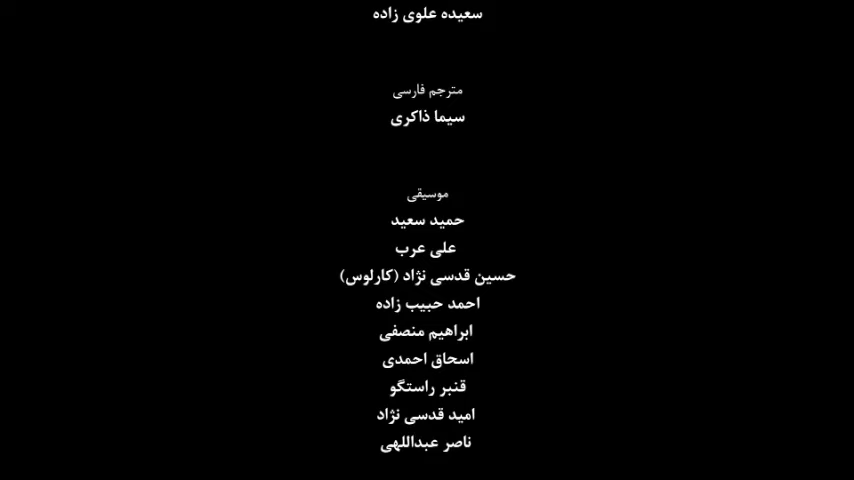 سعیده علوی زاده
مترجم فارسی
سیما ذاکری
موسیقی
حمید سعید
علی عرب
حسین قدسی نژاد (کارلوس)
احمد حبیب زاده
ابراهیم منصفی
اسحاق احمدی
قنبر راستگو
امید قدسی نژاد
ناصر عبداللهی